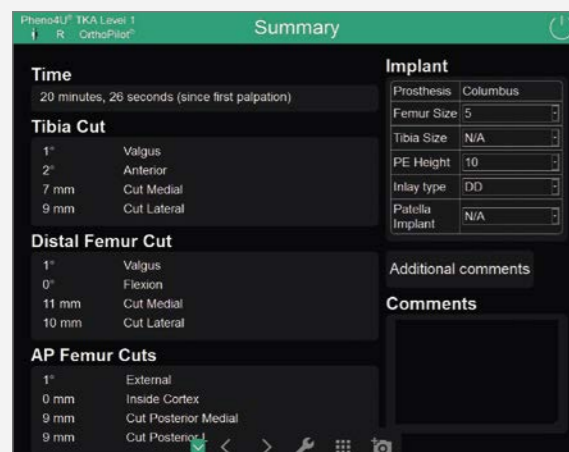 Pheno4U® TKA Level 1
R OrthoPilot®
Summary
Time
20 minutes, 26 seconds (since first palpation)
Tibia Cut
1° Valgus
2° Anterior
7 mm Cut Medial
9 mm Cut Lateral
Distal Femur Cut
1° Valgus
0° Flexion
11 mm Cut Medial
10 mm Cut Lateral
AP Femur Cuts
1° External
0 mm Inside Cortex
9 mm Cut Posterior Medial
9 mm Cut Posterior L
Implant
Prosthesis Columbus
Femur Size 5
Tibia Size N/A
PE Height 10
Inlay type DD
Patella
Implant N/A
Additional comments
Comments